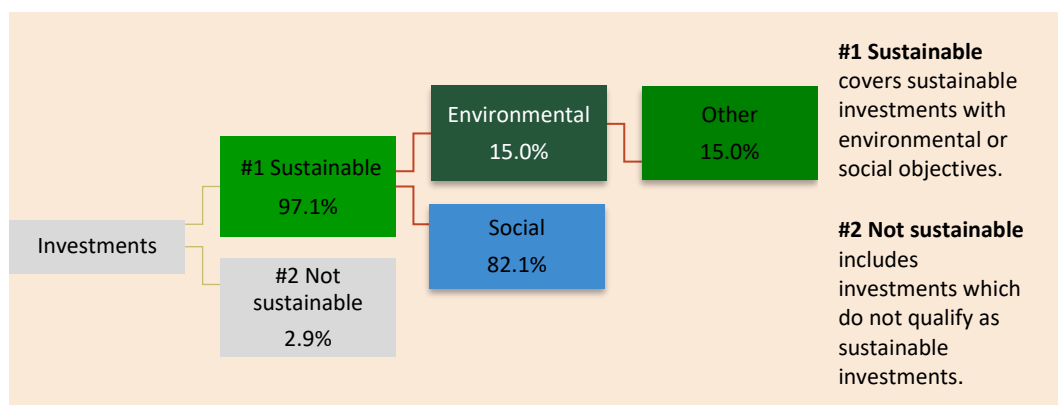 Investments
#1 Sustainable
97.1%
#2 Not
sustainable
2.9%
Environmental
15.0%
Social
82.1%
Other
15.0%
#1 Sustainable
covers sustainable
investments with
environmental or
social objectives.
#2 Not sustainable
includes
investments which
do not qualify as
sustainable
investments.